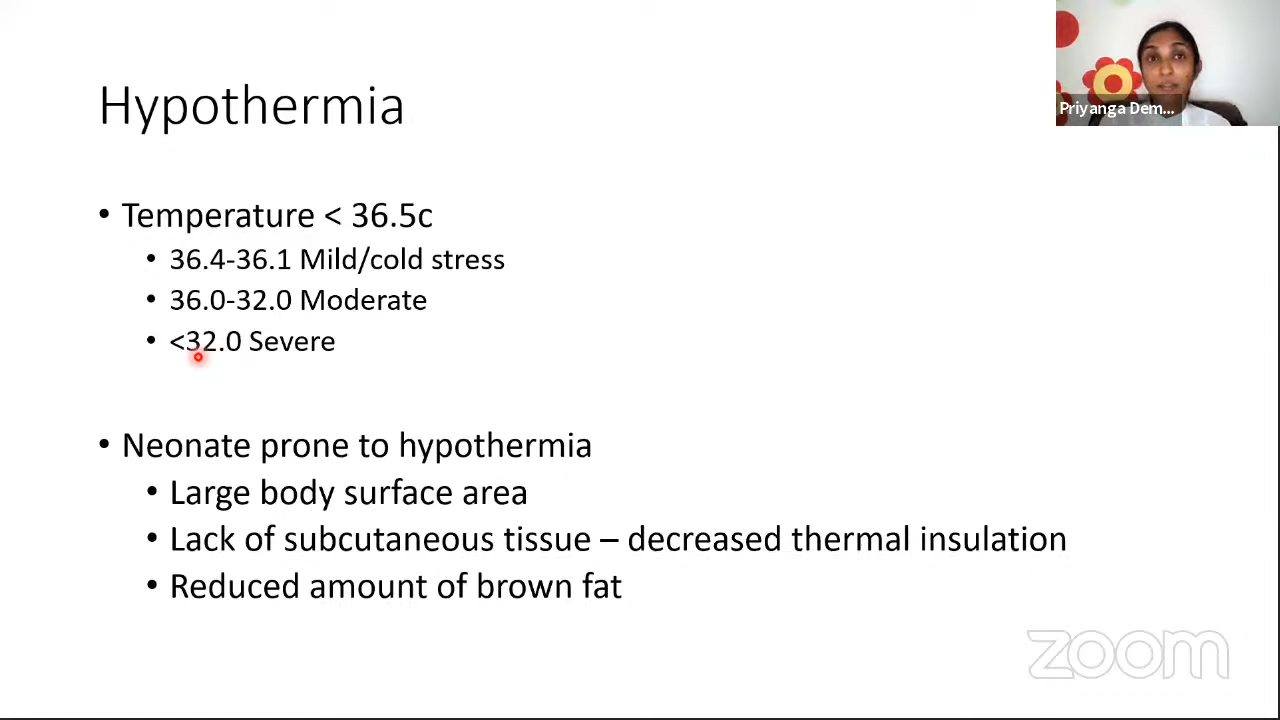 Hypothermia
Priyanga Dem...
• Temperature < 36.5c
• 36.4-36.1 Mild/cold stress
• 36.0-32.0 Moderate
• <32.0 Severe
• Neonate prone to hypothermia
• Large body surface area
• Lack of subcutaneous tissue – decreased thermal insulation
• Reduced amount of brown fat
zoom